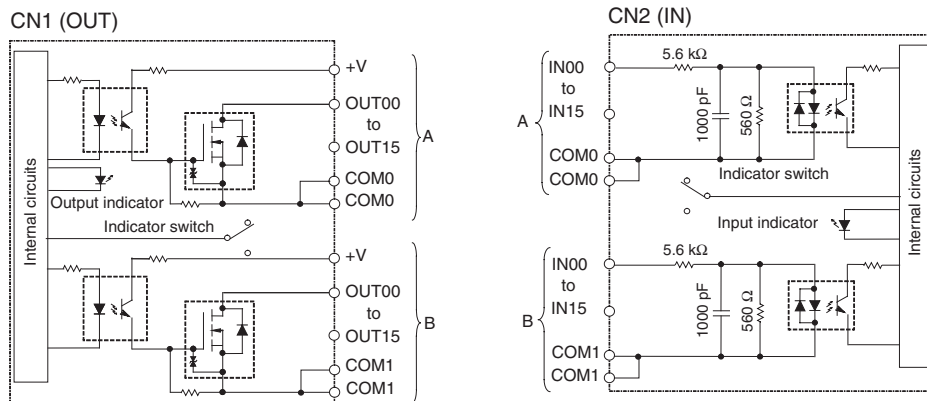 CN1 (OUT)
Internal circuits
+V
OUT00
to
OUT15
COM0
COM0
A
Output indicator
Indicator switch
+V
OUT00
to
OUT15
COM1
COM1
B
CN2 (IN)
A
IN00
to
IN15
COM0
COM0
5.6 kΩ
1000 pF
560 Ω
Indicator switch
Input indicator
Internal circuits
B
IN00
to
IN15
COM1
COM1
5.6 kΩ
1000 pF
560 Ω